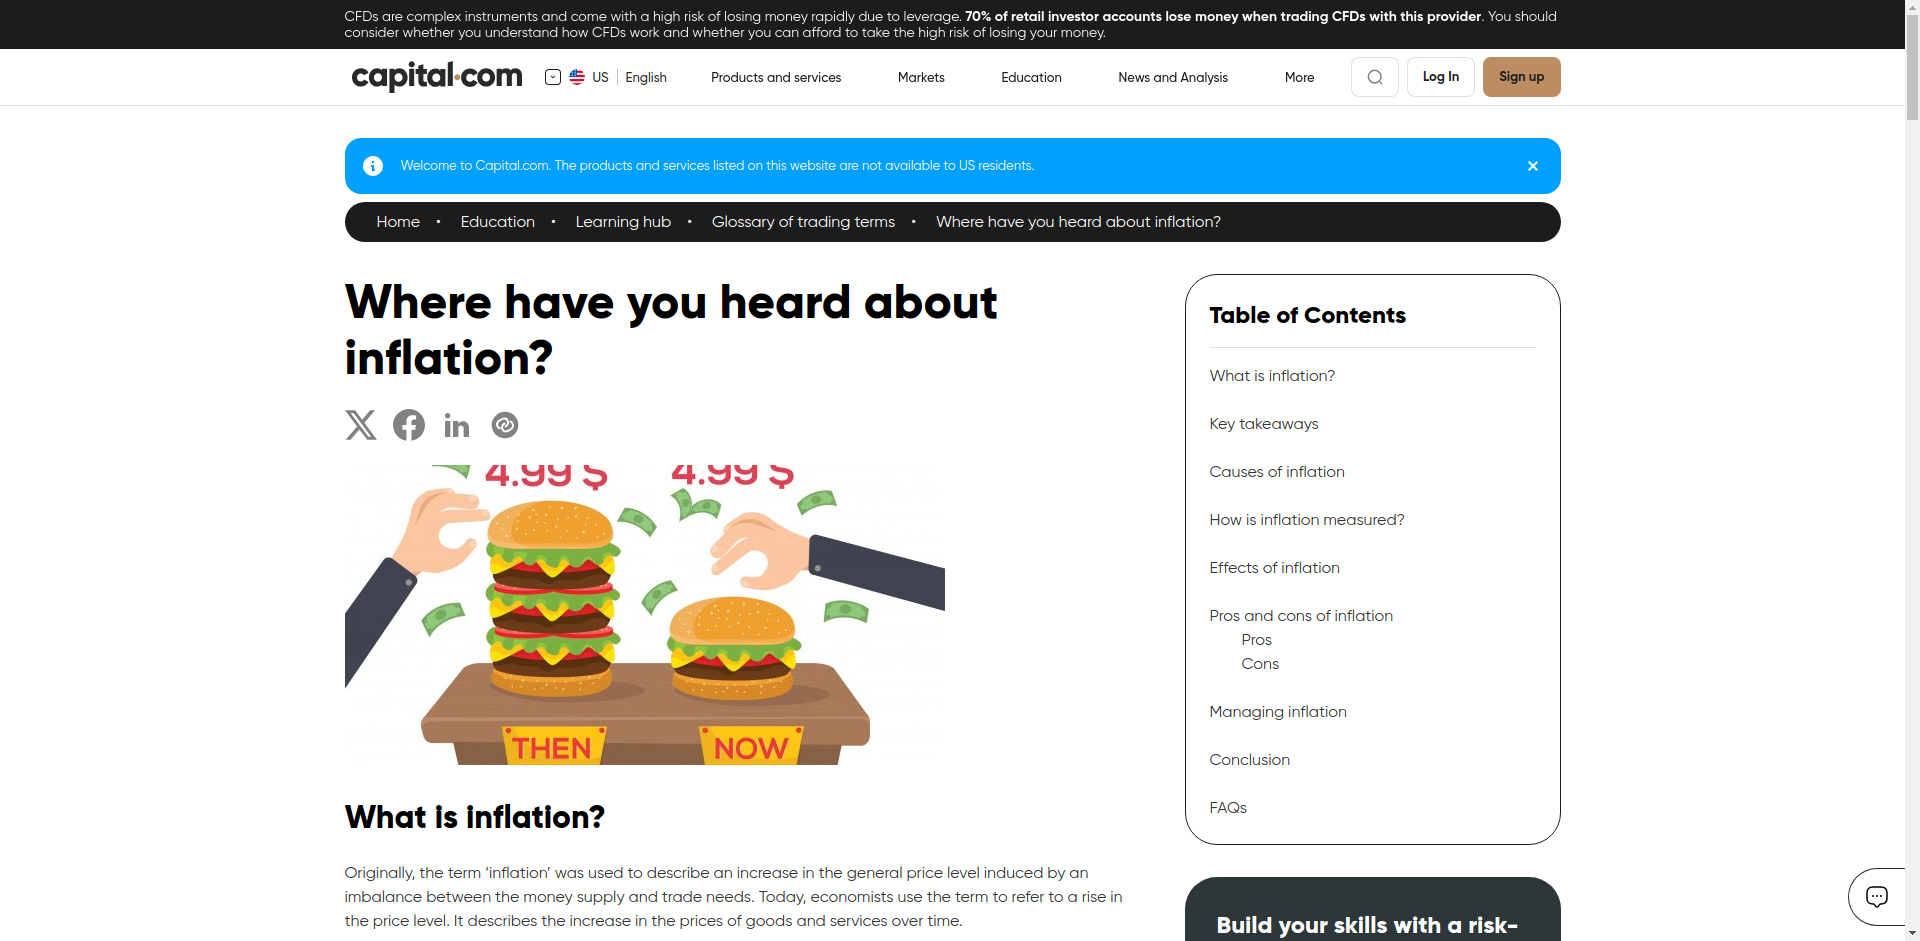 CFDs are complex instruments and come with a high risk of losing money rapidly due to leverage. 70% of retail investor accounts lose money when trading CFDs with this provider. You should
consider whether you understand how CFDs work and whether you can afford to take the high risk of losing your money.
capital.com
US English
Products and services
Markets
Education
News and Analysis
More
Log In
Sign up
Welcome to Capital.com. The products and services listed on this website are not available to US residents.
Home • Education • Learning hub • Glossary of trading terms • Where have you heard about inflation?
Where have you heard about
inflation?
4.99 $ 4.99 $
THEN NOW
What is inflation?
Originally, the term ‘inflation’ was used to describe an increase in the general price level induced by an
imbalance between the money supply and trade needs. Today, economists use the term to refer to a rise in
the price level. It describes the increase in the prices of goods and services over time.
Table of Contents
What is inflation?
Key takeaways
Causes of inflation
How is inflation measured?
Effects of inflation
Pros and cons of inflation
Pros
Cons
Managing inflation
Conclusion
FAQs
Build your skills with a risk-